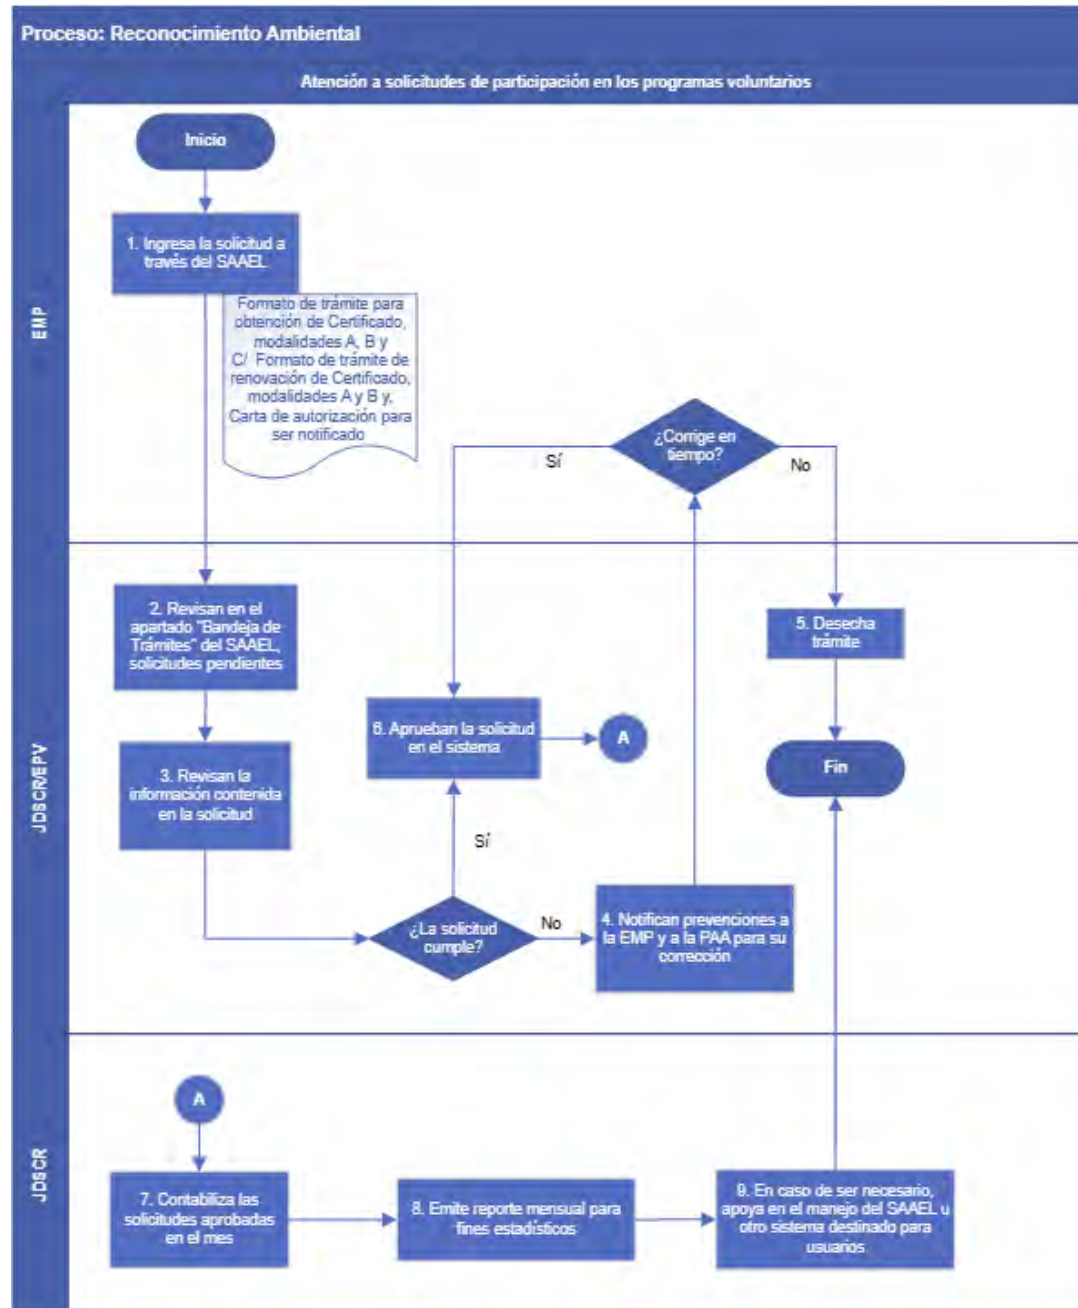 Proceso: Reconocimiento Ambiental
Atención a solicitudes de participación en los programas voluntarios
EMP
Inicio
1. Ingresa la solicitud a
través del SAAEL
Formato de trámite para
obtención de Certificado,
modalidades A, B y
C/ Formato de trámite de
renovación de Certificado,
modalidades A y B y,
Carta de autorización para
ser notificado
¿Corrige en
tiempo?
Sí
No
JDSCR/EPV
2. Revisan en el
apartado "Bandeja de
Trámites" del SAAEL,
solicitudes pendientes
3. Revisan la
información contenida
en la solicitud
¿La solicitud
cumple?
Sí
No
4. Notifican prevenciones a
la EMP y a la PAA para su
corrección
5. Desecha
trámite
6. Aprueban la solicitud
en el sistema
A
Fin
JDSCR
A
7. Contabiliza las
solicitudes aprobadas
en el mes
8. Emite reporte mensual para
fines estadísticos
9. En caso de ser necesario,
apoya en el manejo del SAAEL u
otro sistema destinado para
usuarios